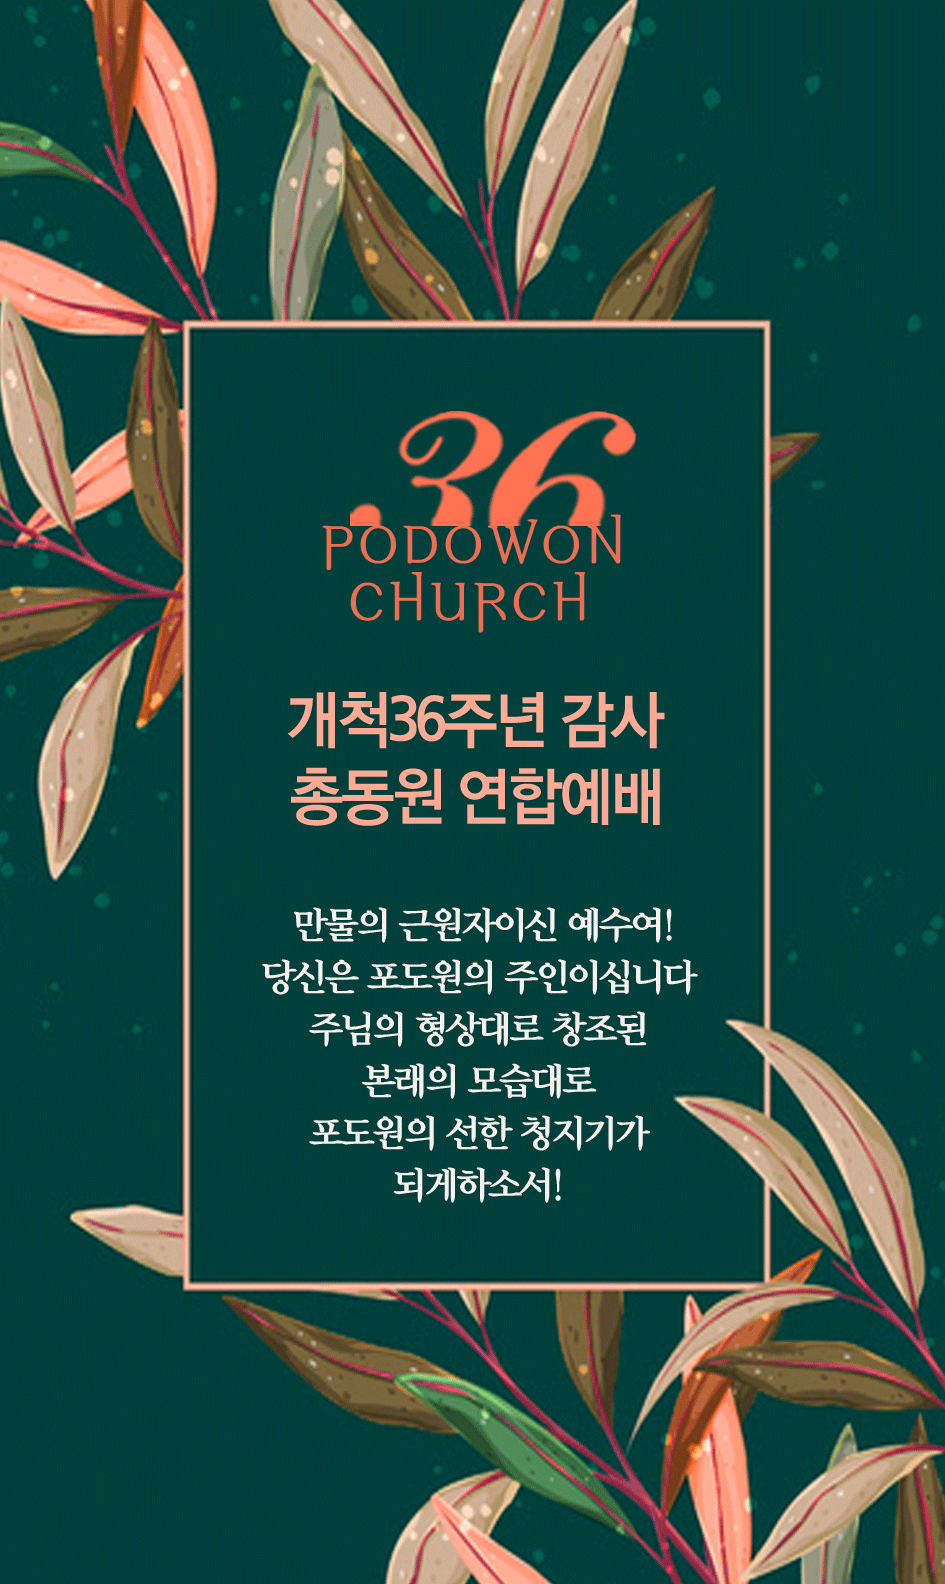 36
PODOWON
CHURCH
개척36주년 감사
총동원 연합예배
만물의 근원자이신 예수여!
당신은 포도원의 주인이십니다
주님의 형상대로 창조된
본래의 모습대로
포도원의 선한 청지기가
되게하소서!